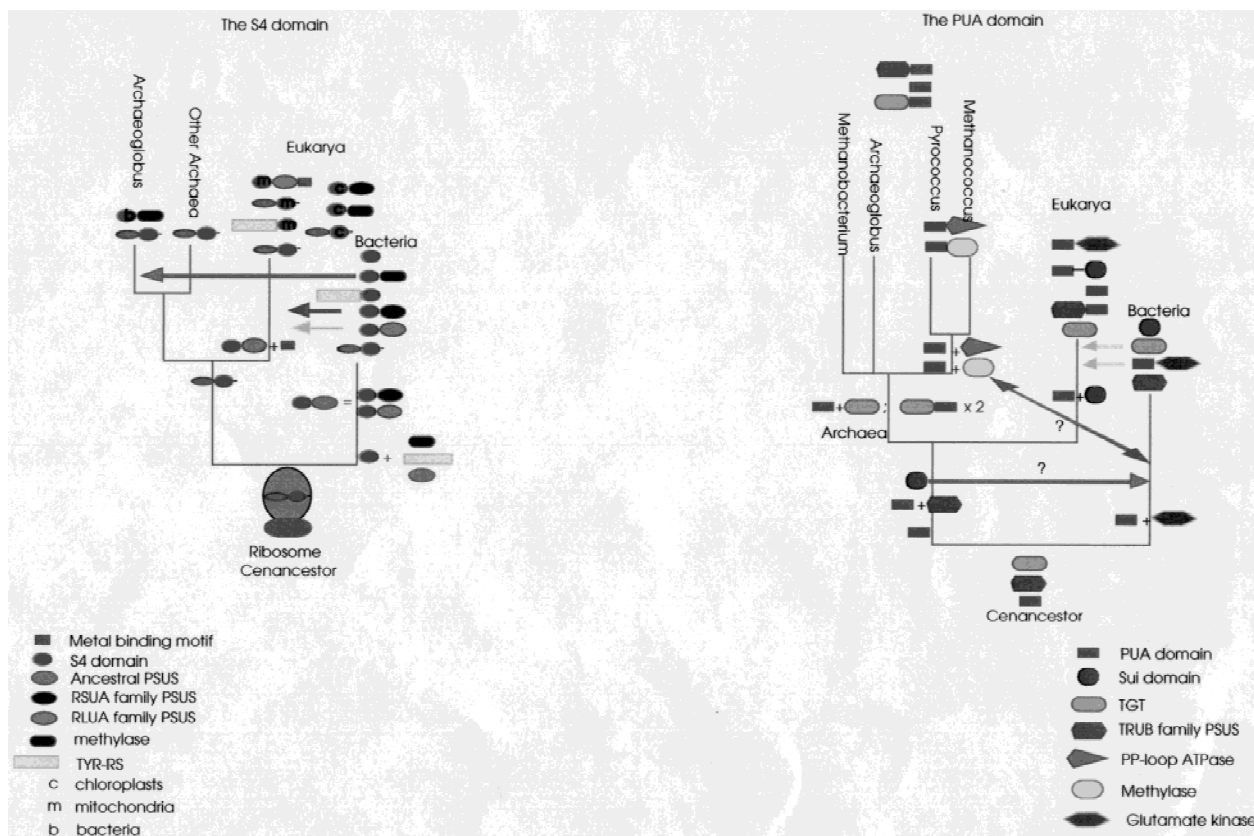 The S4 domain
Archaeoglobus
Other Archaea
Eukarya
m
c
m
c
b
m
c
Bacteria
+
=
+
Ribosome
Cenancestor
Metal binding motif
S4 domain
Ancestral PSUS
RSUA family PSUS
RLUA family PSUS
methylase
TYR-RS
c chloroplasts
m mitochondria
b bacteria
The PUA domain
Methanobacterium
Archaeoglobus
Pyrococcus
Methanococcus
Eukarya
Bacteria
+
+
+
+ ; x 2
Archaea
?
?
+
+
Cenancestor
PUA domain
Sui domain
TGT
TRUB family PSUS
PP-loop ATPase
Methylase
Glutamate kinase